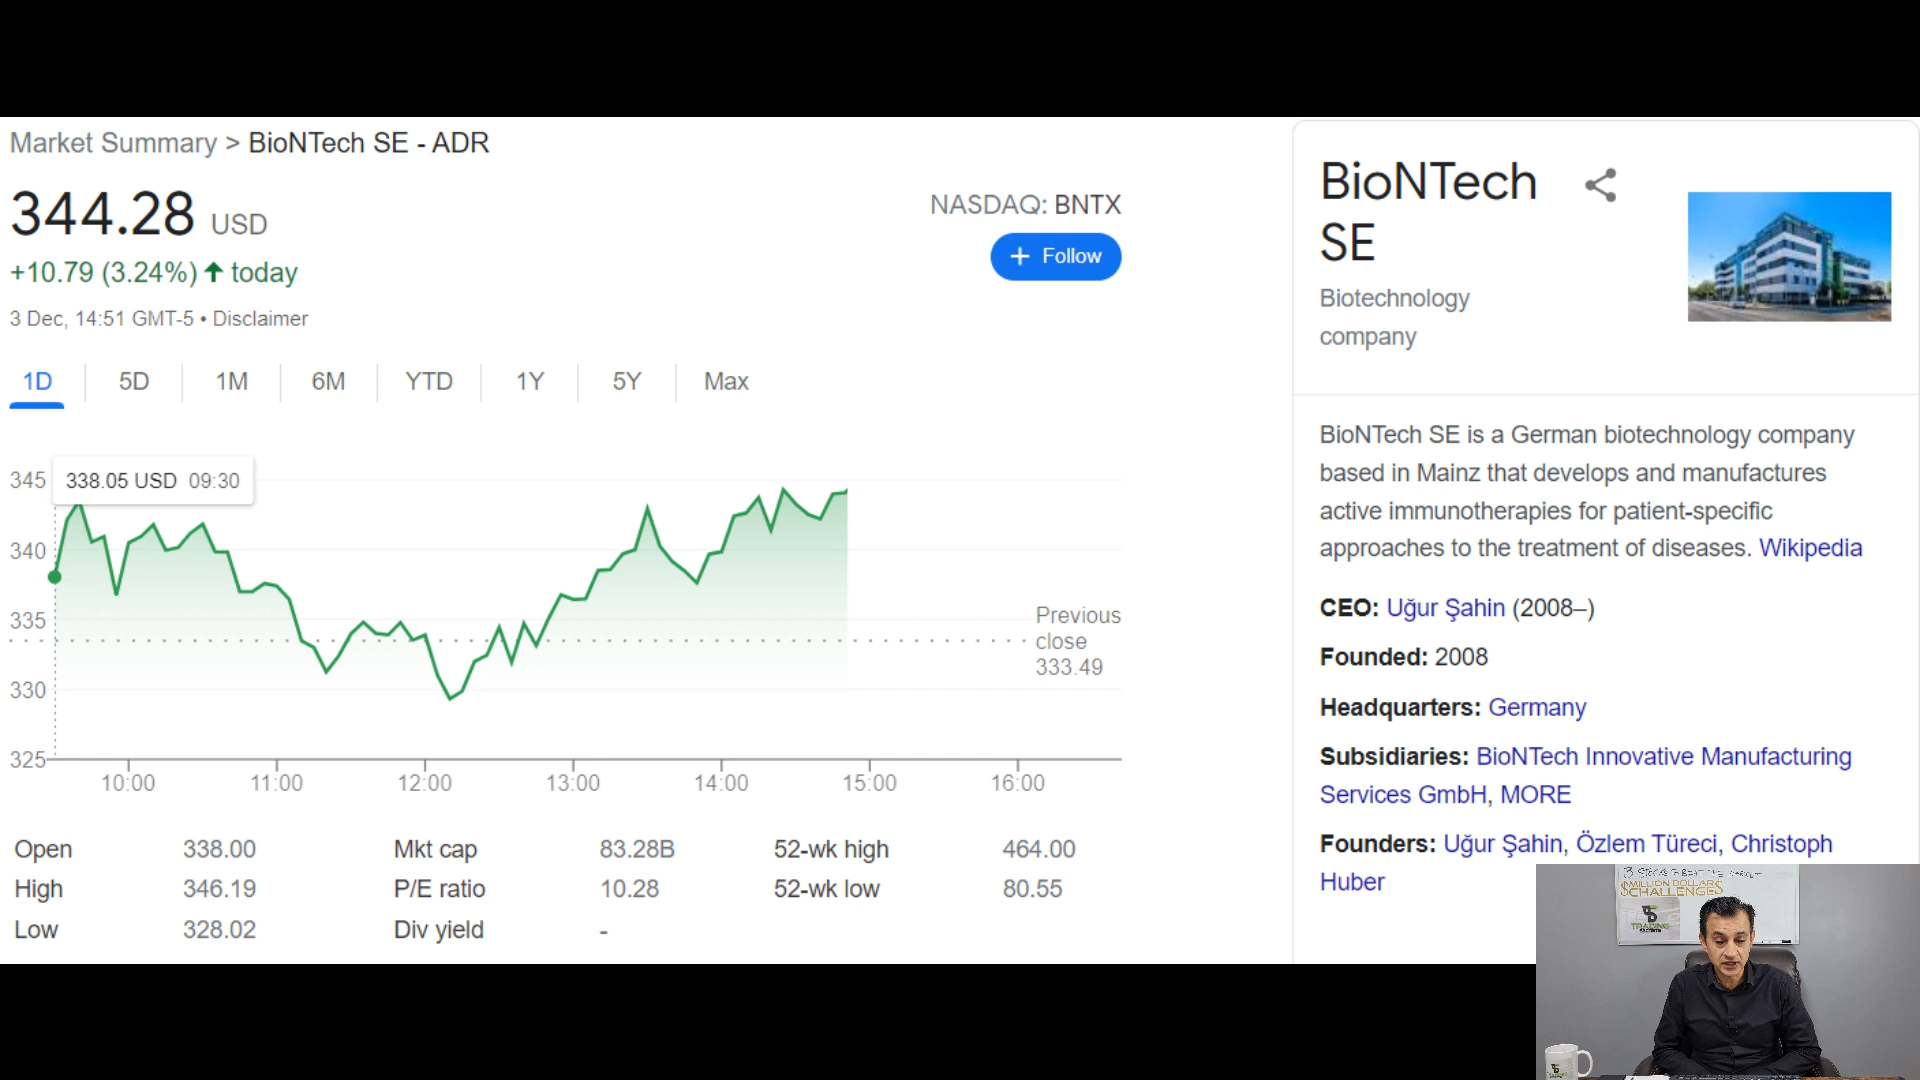 Market Summary > BioNTech SE - ADR
344.28 USD
+10.79 (3.24%) ↑ today
3 Dec, 14:51 GMT-5 • Disclaimer
NASDAQ: BNTX
+ Follow
1D 5D 1M 6M YTD 1Y 5Y Max
338.05 USD 09:30
345
340
335
330
325
Previous
close
333.49
10:00 11:00 12:00 13:00 14:00 15:00 16:00
Open 338.00 Mkt cap 83.28B 52-wk high 464.00
High 346.19 P/E ratio 10.28 52-wk low 80.55
Low 328.02 Div yield -
BioNTech
SE
Biotechnology
company
BioNTech SE is a German biotechnology company
based in Mainz that develops and manufactures
active immunotherapies for patient-specific
approaches to the treatment of diseases. Wikipedia
CEO: Uğur Şahin (2008–)
Founded: 2008
Headquarters: Germany
Subsidiaries: BioNTech Innovative Manufacturing
Services GmbH, MORE
Founders: Uğur Şahin, Özlem Türeci, Christoph
Huber
$MILLION DOLLAR$
CHALLENGE$
TRADING